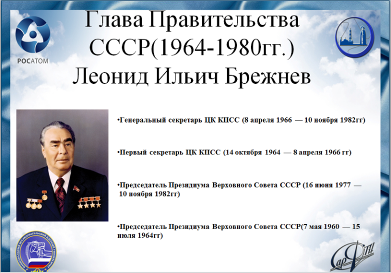 Глава Правительства
СССР(1964-1980гг.)
Леонид Ильич Брежнев
РОСАТОМ
•Генеральный секретарь ЦК КПСС (8 апреля 1966 — 10 ноября 1982гг)
•Первый секретарь ЦК КПСС (14 октября 1964 — 8 апреля 1966 гг)
•Председатель Президиума Верховного Совета СССР (16 июня 1977 —
10 ноября 1982гг)
•Председатель Президиума Верховного Совета СССР(7 мая 1960 — 15
июля 1964гг)